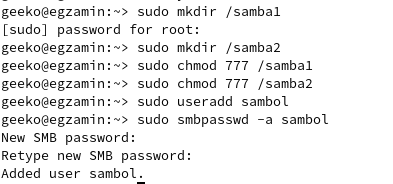 geeko@egzamin:~> sudo mkdir /samba1
[sudo] password for root:
geeko@egzamin:~> sudo mkdir /samba2
geeko@egzamin:~> sudo chmod 777 /samba1
geeko@egzamin:~> sudo chmod 777 /samba2
geeko@egzamin:~> sudo useradd sambol
geeko@egzamin:~> sudo smbpasswd -a sambol
New SMB password:
Retype new SMB password:
Added user sambol.